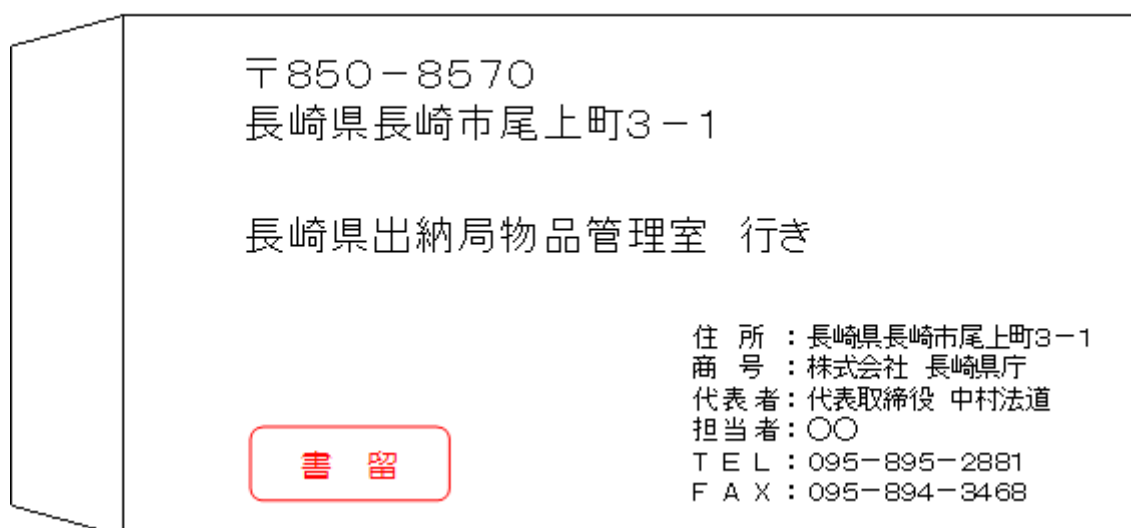 〒850-8570
長崎県長崎市尾上町3-1
長崎県出納局物品管理室 行き
住 所 :長崎県長崎市尾上町3-1
商 号 :株式会社 長崎県庁
代表者:代表取締役 中村法道
担当者:○○
TEL:095-895-2881
FAX:095-894-3468
書 留